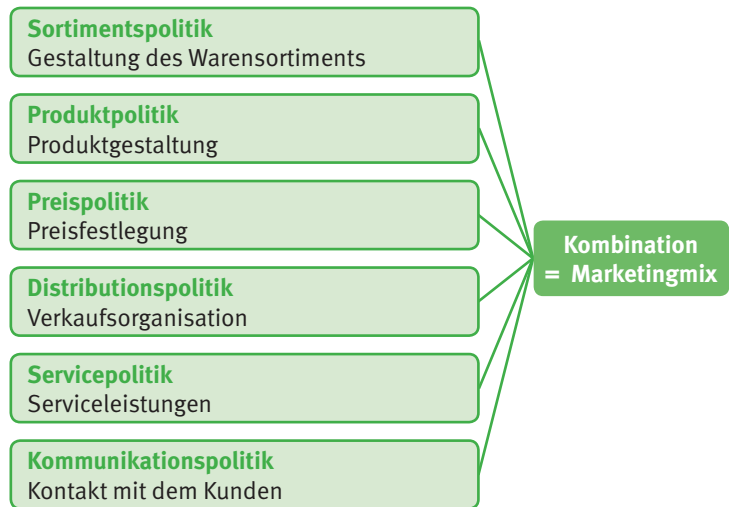 Sortimentspolitik
Gestaltung des Warensortiments
Produktpolitik
Produktgestaltung
Preispolitik
Preisfestlegung
Distributionspolitik
Verkaufsorganisation
Servicepolitik
Serviceleistungen
Kommunikationspolitik
Kontakt mit dem Kunden
Kombination
= Marketingmix